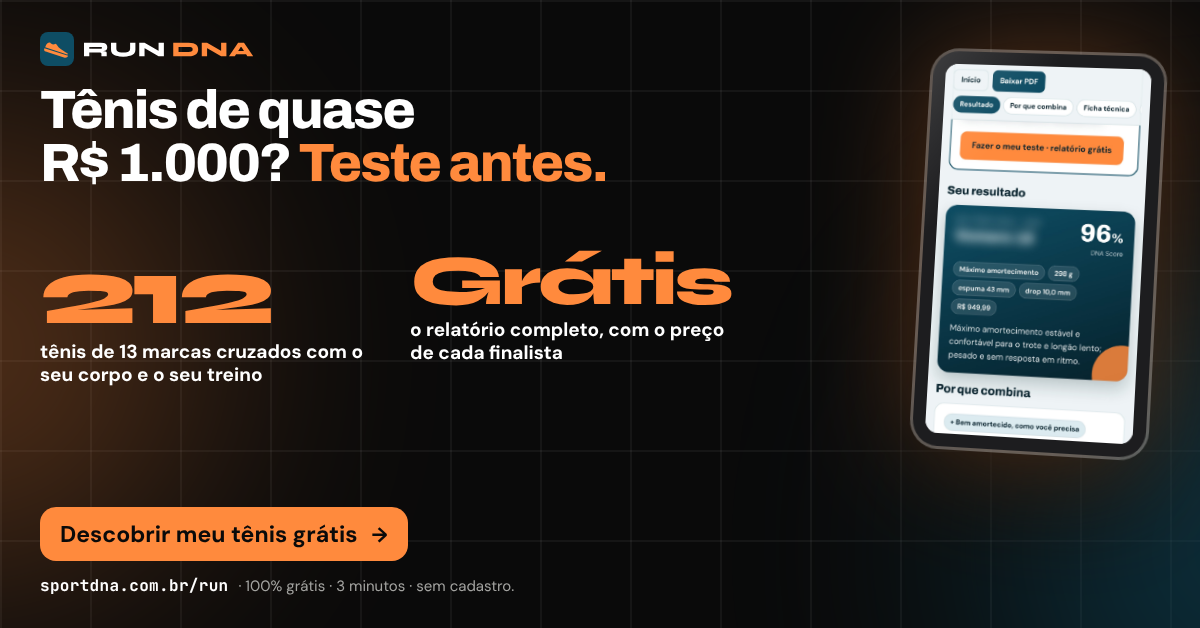 RUN DNA
Tênis de quase
R$ 1.000? Teste antes.
212
tênis de 13 marcas cruzados com o
seu corpo e o seu treino
Grátis
o relatório completo, com o preço
de cada finalista
Descobrir meu tênis grátis →
sportdna.com.br/run · 100% grátis · 3 minutos · sem cadastro.
Início Baixar PDF
Resultado Por que combina Ficha técnica
Fazer o meu teste · relatório grátis
Seu resultado
96%
DNA Score
Máximo amortecimento 298 g
espuma 43 mm drop 10,0 mm
R$ 949,99
Máximo amortecimento estável e
confortável para o trote e longão lento;
pesado e sem resposta em ritmo.
Por que combina
+ Bem amortecido, como você precisa